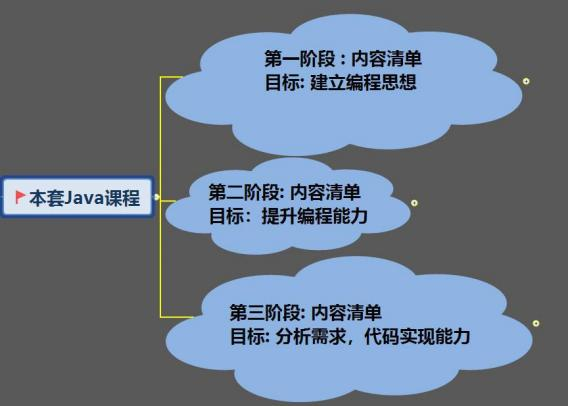 第一阶段 : 内容清单
目标: 建立编程思想
本套Java课程
第二阶段: 内容清单
目标：提升编程能力
第三阶段: 内容清单
目标: 分析需求，代码实现能力